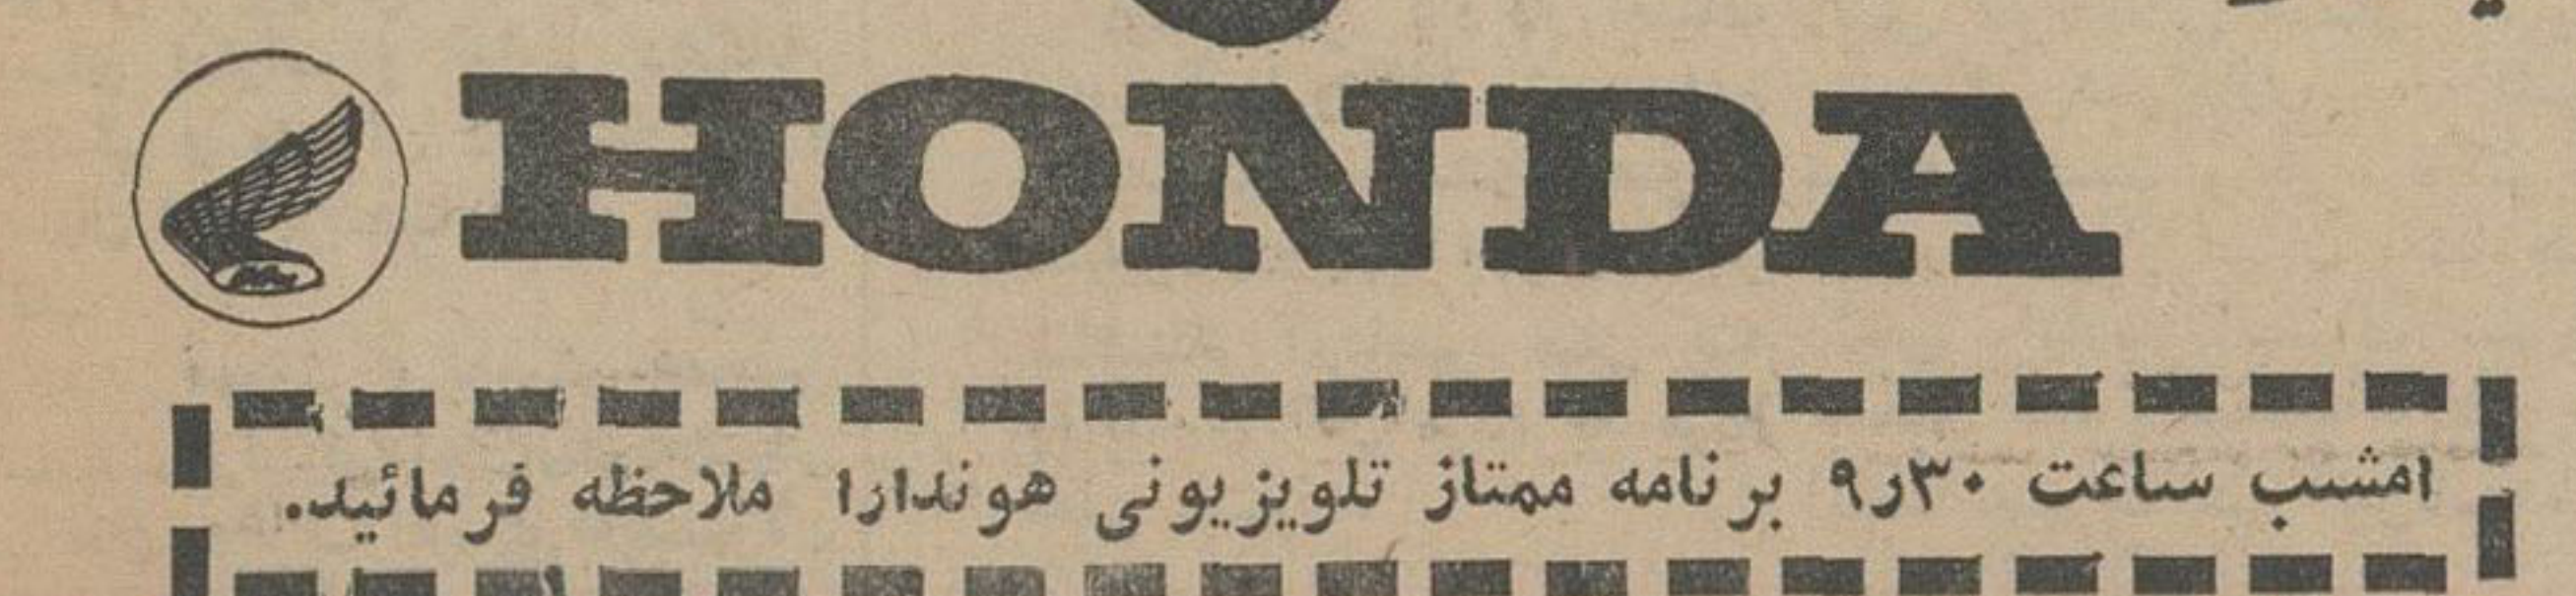 HONDA
امشب ساعت ۹٫۳۰ برنامه ممتاز تلویزیونی هوندارا ملاحظه فرمائید.